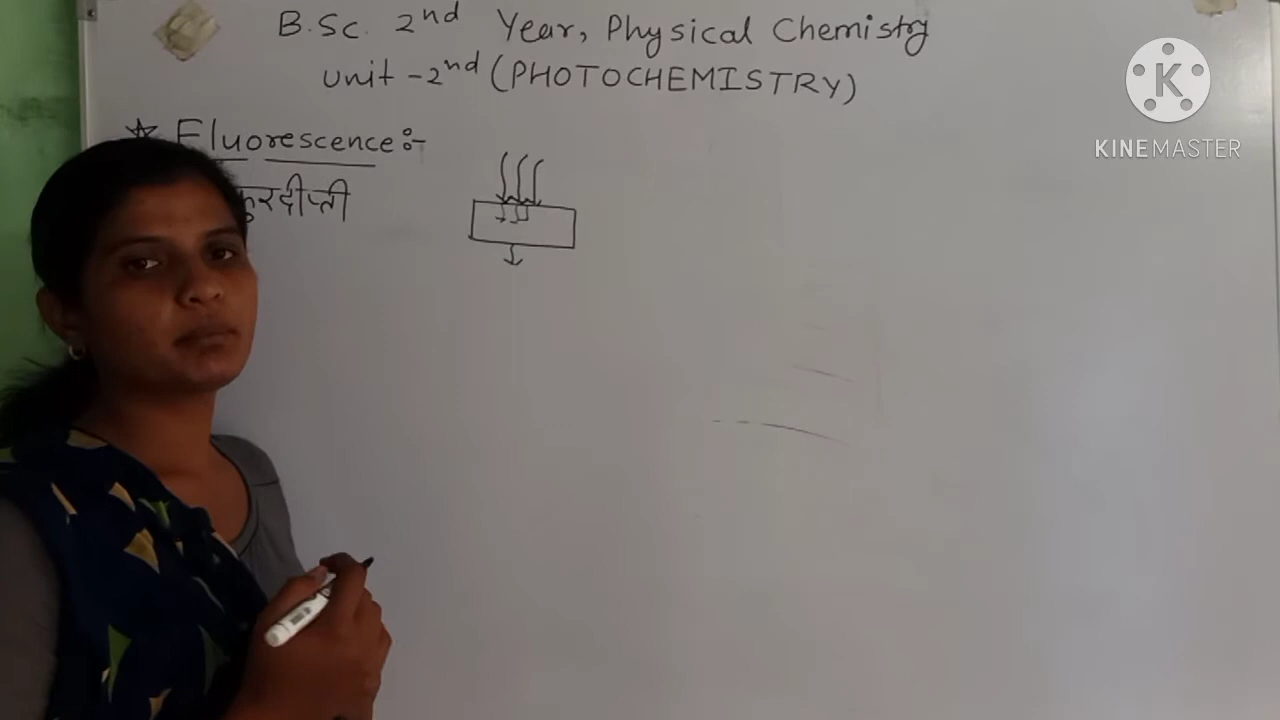 B.Sc. 2nd Year, Physical Chemistry
Unit -2nd (PHOTOCHEMISTRY)
K
KINEMASTER
☆ Fluorescence :-